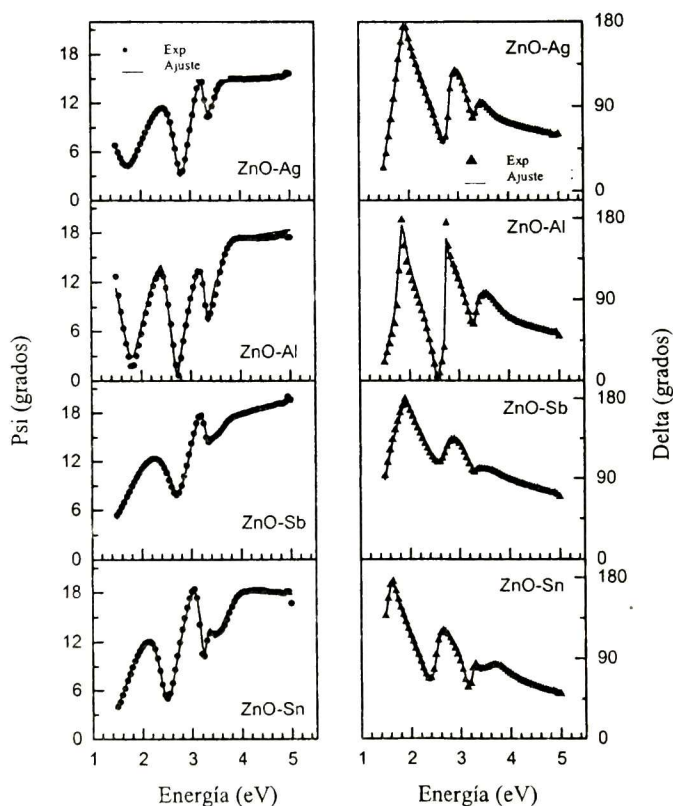 Exp
Ajuste
ZnO-Ag
22
18
12
6
0
ZnO-Al
18
12
6
0
ZnO-Sb
18
12
6
0
ZnO-Sn
18
12
6
0
1 2 3 4 5
Energía (eV)
Psi (grados)
ZnO-Ag
Exp
Ajuste
180
90
0
ZnO-Al
180
90
0
ZnO-Sb
180
90
0
ZnO-Sn
180
90
0
1 2 3 4 5
Energía (eV)
Delta (grados)